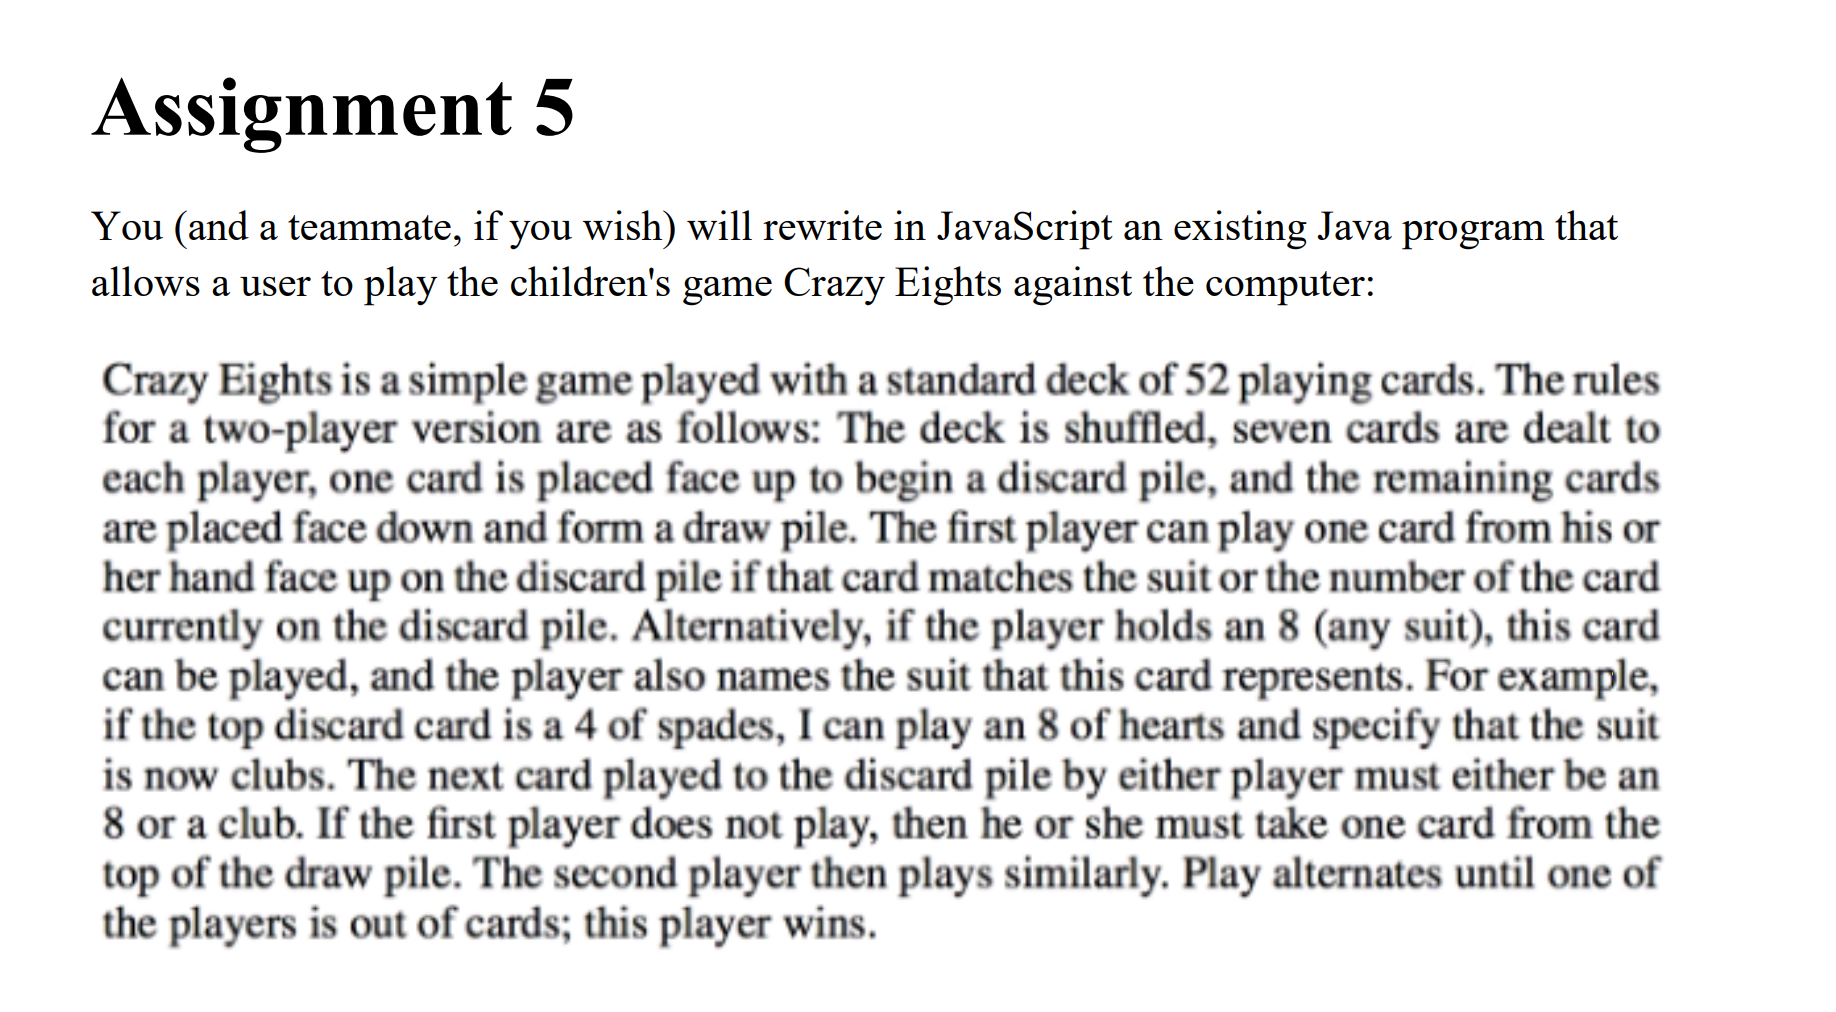 Assignment 5
You (and a teammate, if you wish) will rewrite in JavaScript an existing Java program that
allows a user to play the children's game Crazy Eights against the computer:
Crazy Eights is a simple game played with a standard deck of 52 playing cards. The rules
for a two-player version are as follows: The deck is shuffled, seven cards are dealt to
each player, one card is placed face up to begin a discard pile, and the remaining cards
are placed face down and form a draw pile. The first player can play one card from his or
her hand face up on the discard pile if that card matches the suit or the number of the card
currently on the discard pile. Alternatively, if the player holds an 8 (any suit), this card
can be played, and the player also names the suit that this card represents. For example,
if the top discard card is a 4 of spades, I can play an 8 of hearts and specify that the suit
is now clubs. The next card played to the discard pile by either player must either be an
8 or a club. If the first player does not play, then he or she must take one card from the
top of the draw pile. The second player then plays similarly. Play alternates until one of
the players is out of cards; this player wins.